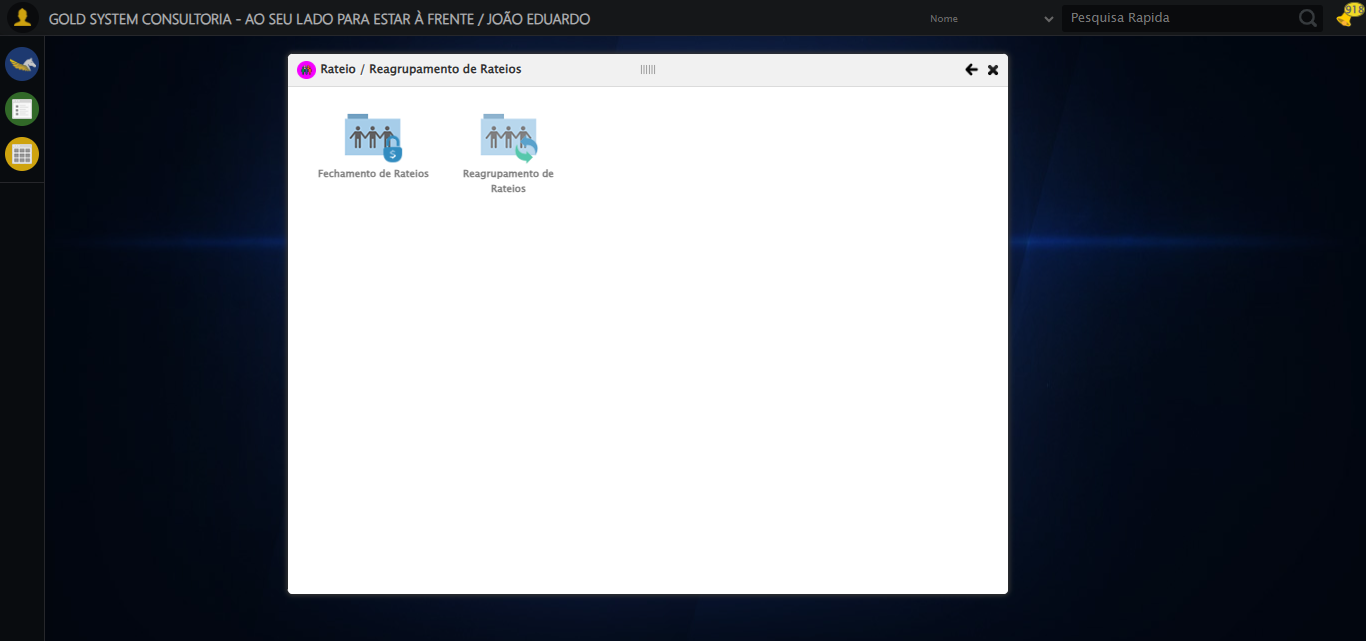 GOLD SYSTEM CONSULTORIA - AO SEU LADO PARA ESTAR À FRENTE / JOÃO EDUARDO
Nome
Pesquisa Rapida
918
Rateio / Reagrupamento de Rateios
Fechamento de Rateios
Reagrupamento de
Rateios